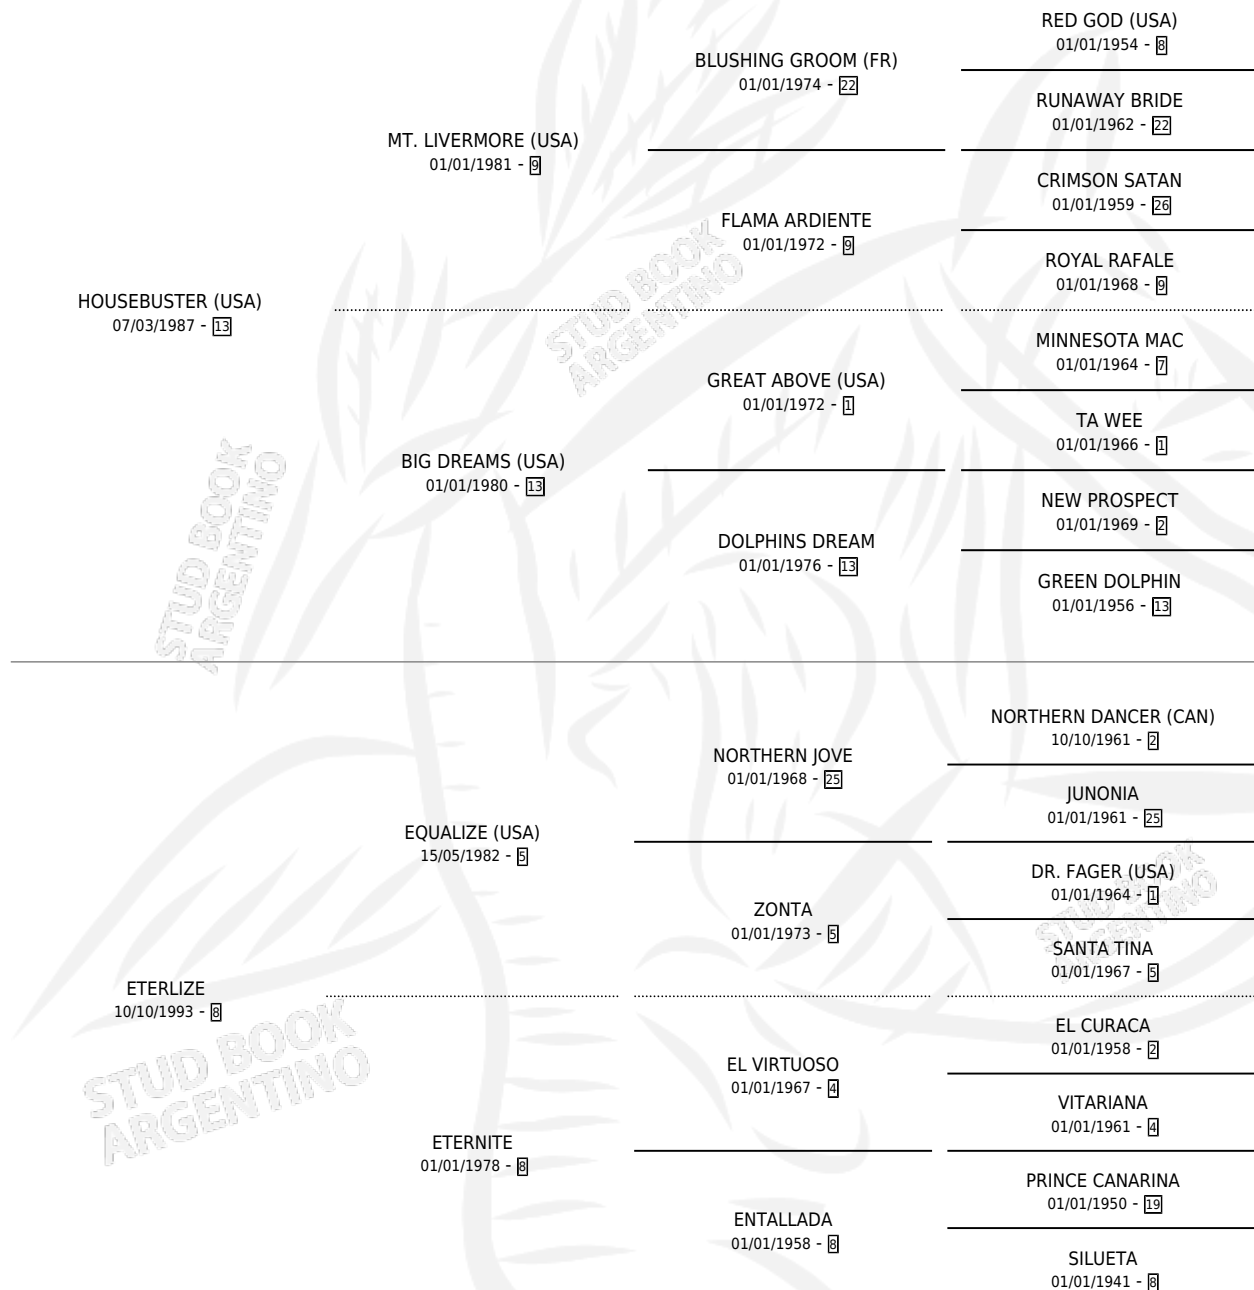 RED GOD (USA)
01/01/1954 - 8
BLUSHING GROOM (FR)
01/01/1974 - 22
RUNAWAY BRIDE
01/01/1962 - 22
MT. LIVERMORE (USA)
01/01/1981 - 9
CRIMSON SATAN
01/01/1959 - 26
FLAMA ARDIENTE
01/01/1972 - 9
ROYAL RAFALE
01/01/1968 - 9
HOUSEBUSTER (USA)
07/03/1987 - 13
MINNESOTA MAC
01/01/1964 - 7
GREAT ABOVE (USA)
01/01/1972 - 1
TA WEE
01/01/1966 - 1
BIG DREAMS (USA)
01/01/1980 - 13
NEW PROSPECT
01/01/1969 - 2
DOLPHINS DREAM
01/01/1976 - 13
GREEN DOLPHIN
01/01/1956 - 13
NORTHERN DANCER (CAN)
10/10/1961 - 2
NORTHERN JOVE
01/01/1968 - 25
JUNONIA
01/01/1961 - 25
EQUALIZE (USA)
15/05/1982 - 5
DR. FAGER (USA)
01/01/1964 - 1
ZONTA
01/01/1973 - 5
SANTA TINA
01/01/1967 - 5
ETERLIZE
10/10/1993 - 8
EL CURACA
01/01/1958 - 2
EL VIRTUOSO
01/01/1967 - 4
VITARIANA
01/01/1961 - 4
ETERNITE
01/01/1978 - 8
PRINCE CANARINA
01/01/1950 - 19
ENTALLADA
01/01/1958 - 8
SILUETA
01/01/1941 - 8
STUD BOOK
ARGENTINO
STUD BOOK
ARGENTINO
STUD BOOK
ARGENTINO
STUD BOOK
ARGENTINO